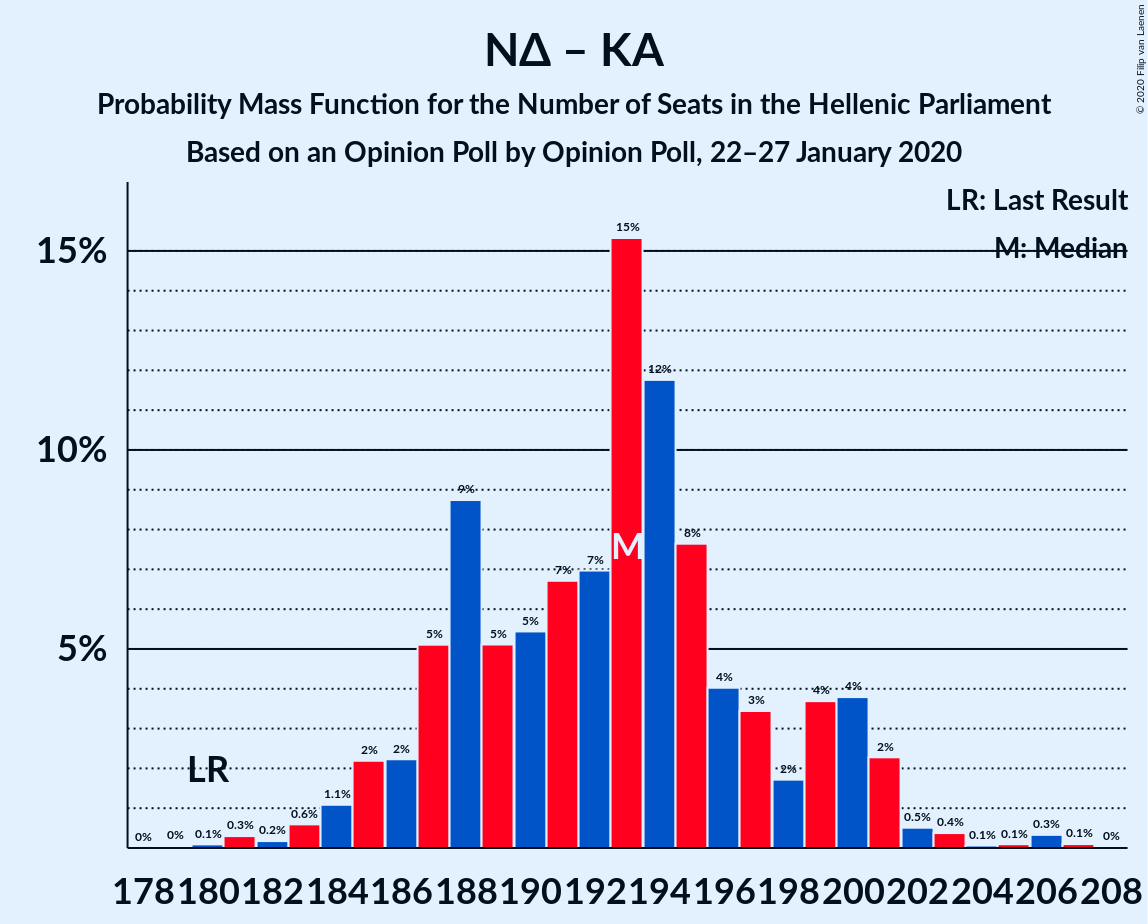 ΝΔ – ΚΑ
Probability Mass Function for the Number of Seats in the Hellenic Parliament
Based on an Opinion Poll by Opinion Poll, 22–27 January 2020
© 2020 Filip van Laenen
LR: Last Result
M: Median
15%
10%
5%
0% 0% 0.1% 0.3% 0.2% 0.6% 1.1% 2% 2% 5% 9% 5% 5% 7% 7% 15% 12% 8% 4% 3% 2% 4% 4% 2% 0.5% 0.4% 0.1% 0.1% 0.3% 0.1% 0%
LR
M
178 180 182 184 186 188 190 192 194 196 198 200 202 204 206 208